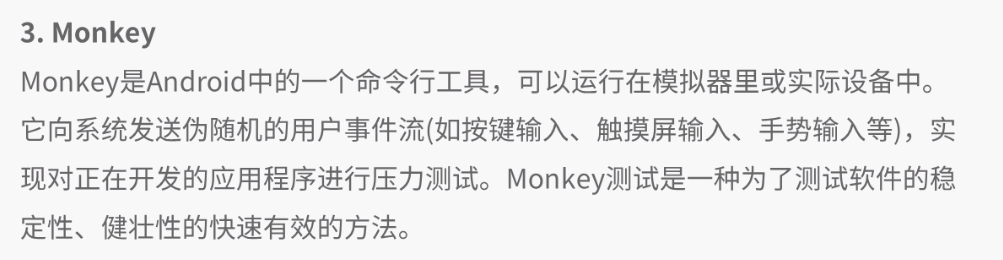 3. Monkey
Monkey是Android中的一个命令行工具，可以运行在模拟器里或实际设备中。
它向系统发送伪随机的用户事件流(如按键输入、触摸屏输入、手势输入等)，实
现对正在开发的应用程序进行压力测试。Monkey测试是一种为了测试软件的稳
定性、健壮性的快速有效的方法。